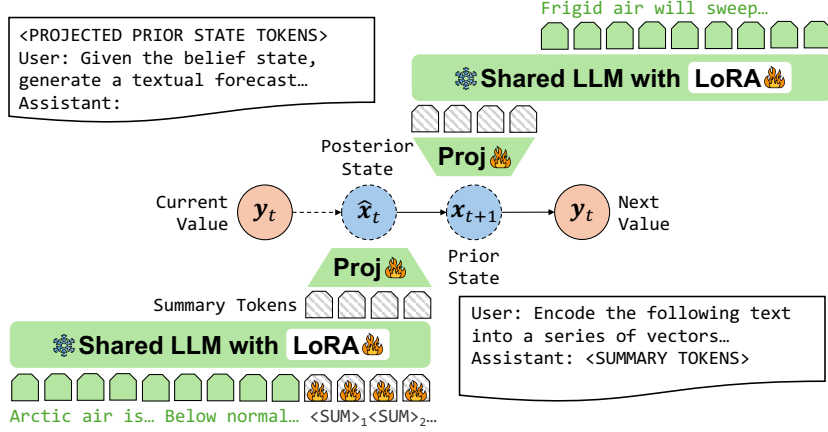 Frigid air will sweep…
<PROJECTED PRIOR STATE TOKENS>
User: Given the belief state,
generate a textual forecast…
Assistant:
Shared LLM with LoRA
Proj
Posterior
State
Current
Value
y_t
x̂_t
x_{t+1}
y_t
Next
Value
Prior
State
Proj
Summary Tokens
Shared LLM with LoRA
User: Encode the following text
into a series of vectors…
Assistant: <SUMMARY TOKENS>
Arctic air is… Below normal… <SUM>₁<SUM>₂…